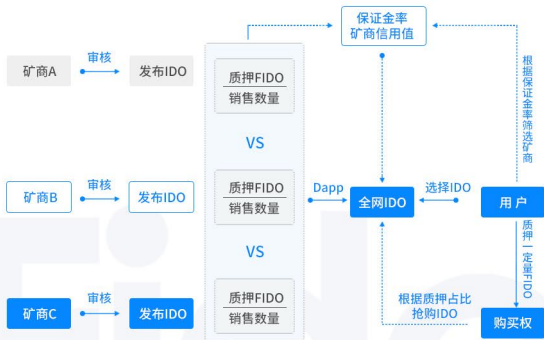 保证金率
矿商信用值
矿商A
审核
发布IDO
质押FIDO
销售数量
根据保证金率筛选矿商
VS
矿商B
审核
发布IDO
质押FIDO
销售数量
Dapp
全网IDO
选择IDO
用 户
VS
质押一定量FIDO
矿商C
审核
发布IDO
质押FIDO
销售数量
根据质押占比
抢购IDO
购买权
Fido